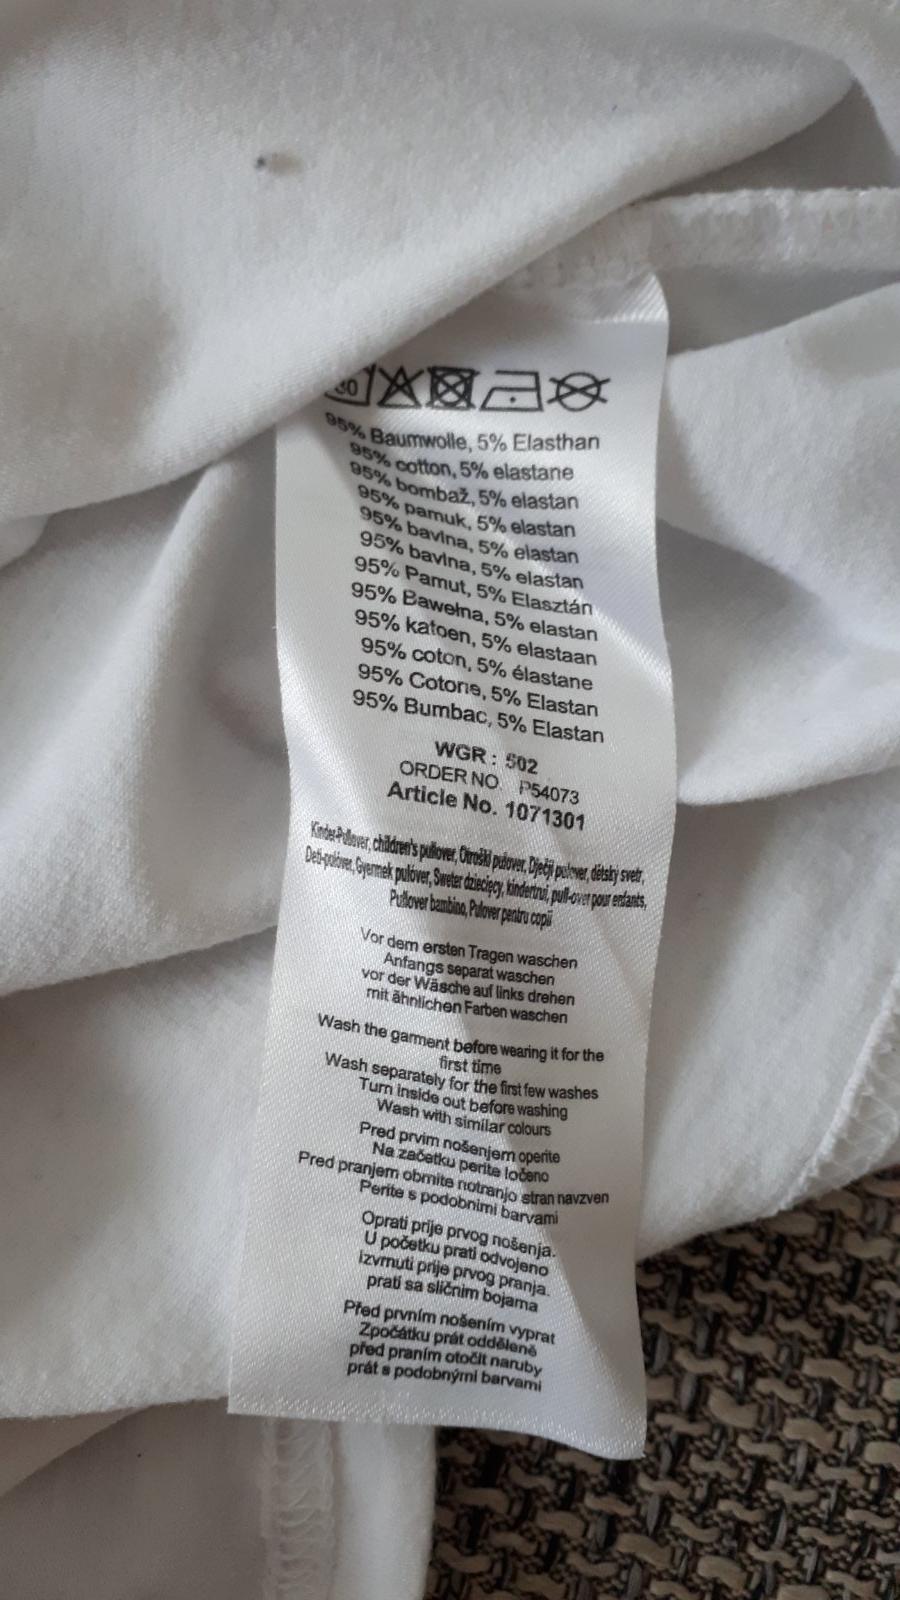 30
95% Baumwolle, 5% Elasthan
95% cotton, 5% elastane
95% bombaž, 5% elastan
95% pamuk, 5% elastan
95% bavlna, 5% elastan
95% bavlna, 5% elastan
95% Pamut, 5% Elasztán
95% Bawełna, 5% elastan
95% katoen, 5% elastaan
95% coton, 5% élastane
95% Cotone, 5% Elastan
95% Bumbac, 5% Elastan
WGR : 502
ORDER NO. P54073
Article No. 1071301
Kinder-Pullover, children's pullover, Otroški pulover, Dječji pulover, dětský svetr,
Deti-polóver, Gyermek pulóver, Sweter dziecięcy, kindertrui, pull-over pour enfants,
Pullover bambino, Pulover pentru copii
Vor dem ersten Tragen waschen
Anfangs separat waschen
vor der Wäsche auf links drehen
mit ähnlichen Farben waschen
Wash the garment before wearing it for the
first time
Wash separately for the first few washes
Turn inside out before washing
Wash with similar colours
Pred prvim nošenjem operite
Na začetku perite ločeno
Pred pranjem obrnite notranjo stran navzven
Perite s podobnimi barvami
Oprati prije prvog nošenja.
U početku prati odvojeno
izvrnuti prije prvog pranja.
prati sa sličnim bojama
Před prvním nošením vyprat
Zpočátku prát odděleně
před praním otočit naruby
prát s podobnými barvami